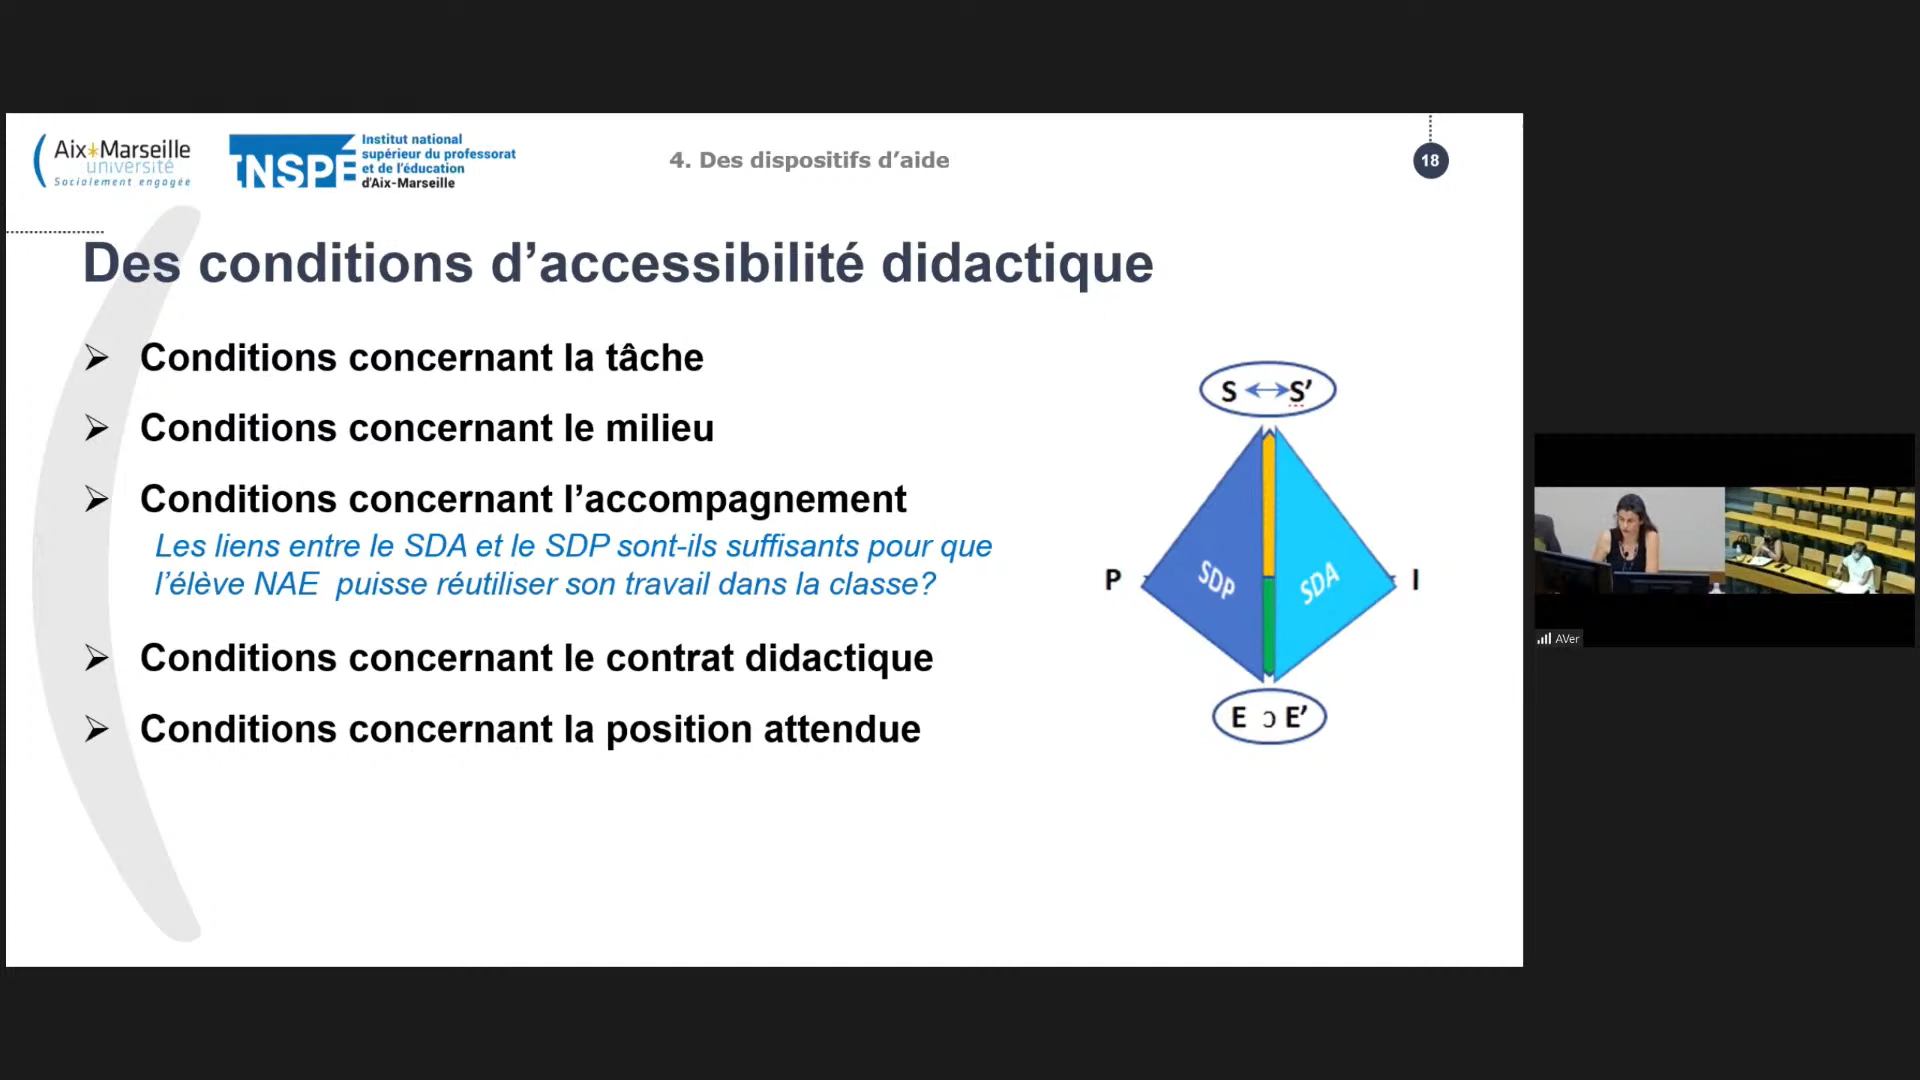 Aix✶Marseille
université
Socialement engagée
INSPÉ
Institut national
supérieur du professorat
et de l’éducation
d’Aix-Marseille
4. Des dispositifs d’aide
18
Des conditions d’accessibilité didactique
➢ Conditions concernant la tâche
➢ Conditions concernant le milieu
➢ Conditions concernant l’accompagnement
Les liens entre le SDA et le SDP sont-ils suffisants pour que
l’élève NAE puisse réutiliser son travail dans la classe?
➢ Conditions concernant le contrat didactique
➢ Conditions concernant la position attendue
S ↔ S’
P
SDP
SDA
I
E ɔ E’
AVer